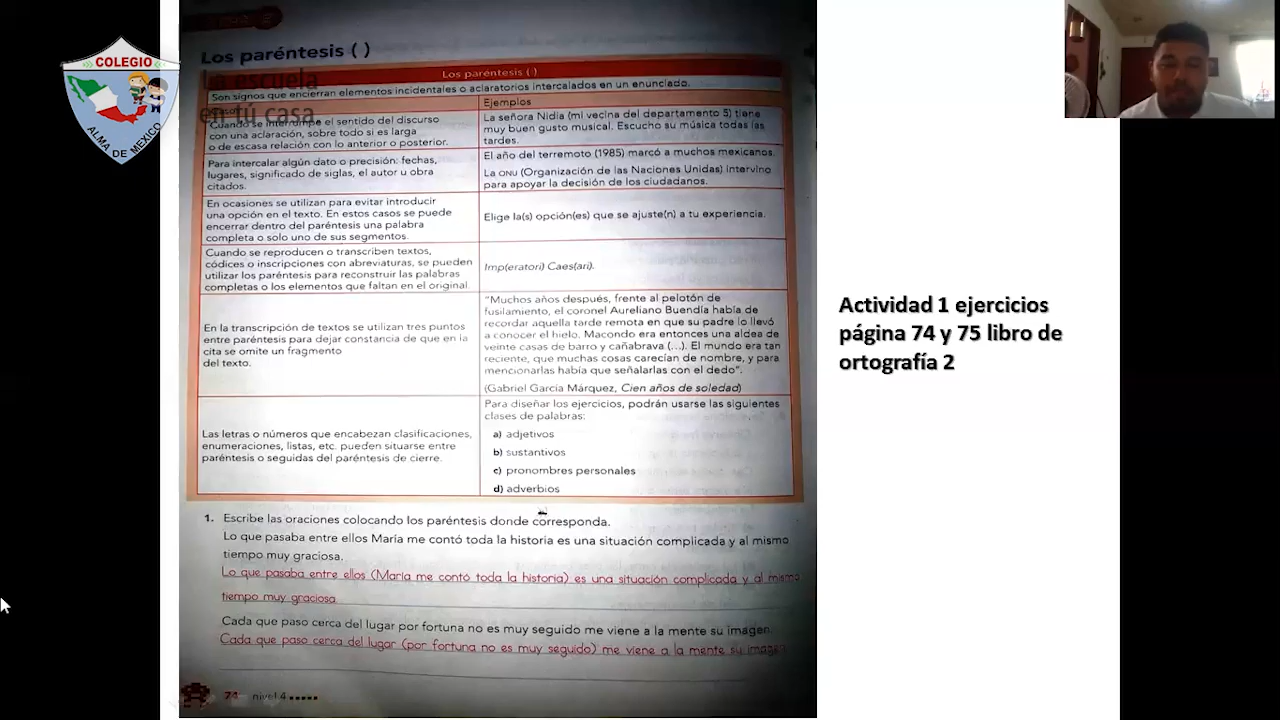 COLEGIO
ALMA DE MEXICO
La escuela
en tu casa
Los paréntesis ( )
Los paréntesis ( )
Son signos que encierran elementos incidentales o aclaratorios intercalados en un enunciado.
Ejemplos
Cuando se interrumpe el sentido del discurso
con una aclaración, sobre todo si es larga
o de escasa relación con lo anterior o posterior.
La señora Nidia (mi vecina del departamento 5) tiene
muy buen gusto musical. Escucho su música todas las
tardes.
Para intercalar algún dato o precisión: fechas,
lugares, significado de siglas, el autor u obra
citados.
El año del terremoto (1985) marcó a muchos mexicanos.
La ONU (Organización de las Naciones Unidas) intervino
para apoyar la decisión de los ciudadanos.
En ocasiones se utilizan para evitar introducir
una opción en el texto. En estos casos se puede
encerrar dentro del paréntesis una palabra
completa o solo uno de sus segmentos.
Elige la(s) opción(es) que se ajuste(n) a tu experiencia.
Cuando se reproducen o transcriben textos,
códices o inscripciones con abreviaturas, se pueden
utilizar los paréntesis para reconstruir las palabras
completas o los elementos que faltan en el original.
Imp(eratori) Caes(ari).
En la transcripción de textos se utilizan tres puntos
entre paréntesis para dejar constancia de que en la
cita se omite un fragmento
del texto.
“Muchos años después, frente al pelotón de
fusilamiento, el coronel Aureliano Buendía había de
recordar aquella tarde remota en que su padre lo llevó
a conocer el hielo. Macondo era entonces una aldea de
veinte casas de barro y cañabrava (...). El mundo era tan
reciente, que muchas cosas carecían de nombre, y para
mencionarlas había que señalarlas con el dedo”.
(Gabriel García Márquez, Cien años de soledad)
Las letras o números que encabezan clasificaciones,
enumeraciones, listas, etc. pueden situarse entre
paréntesis o seguidas del paréntesis de cierre.
Para diseñar los ejercicios, podrán usarse las siguientes
clases de palabras:
a) adjetivos
b) sustantivos
c) pronombres personales
d) adverbios
1. Escribe las oraciones colocando los paréntesis donde corresponda.
Lo que pasaba entre ellos María me contó toda la historia es una situación complicada y al mismo
tiempo muy graciosa.
Lo que pasaba entre ellos (María me contó toda la historia) es una situación complicada y al mismo
tiempo muy graciosa.
Cada que paso cerca del lugar por fortuna no es muy seguido me viene a la mente su imagen.
Cada que paso cerca del lugar (por fortuna no es muy seguido) me viene a la mente su imagen
74 nivel 4
Actividad 1 ejercicios
página 74 y 75 libro de
ortografía 2